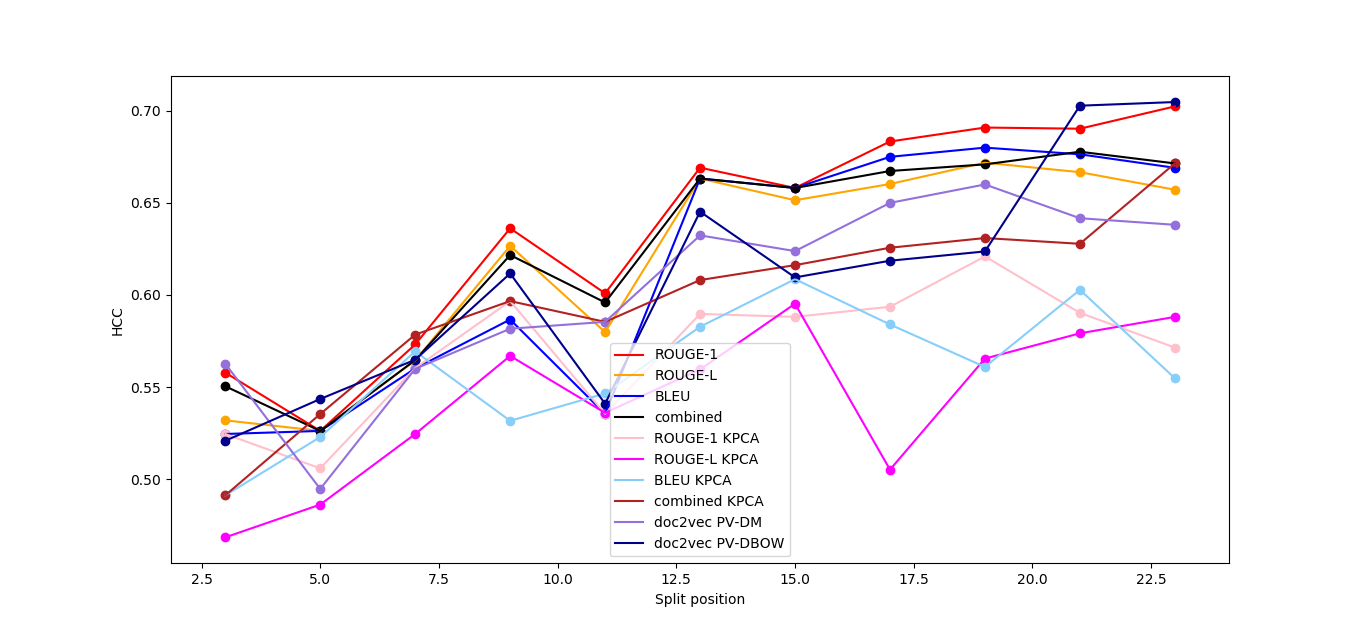 0.70
0.65
0.60
0.55
0.50
HCC
2.5 5.0 7.5 10.0 12.5 15.0 17.5 20.0 22.5
Split position
ROUGE-1
ROUGE-L
BLEU
combined
ROUGE-1 KPCA
ROUGE-L KPCA
BLEU KPCA
combined KPCA
doc2vec PV-DM
doc2vec PV-DBOW